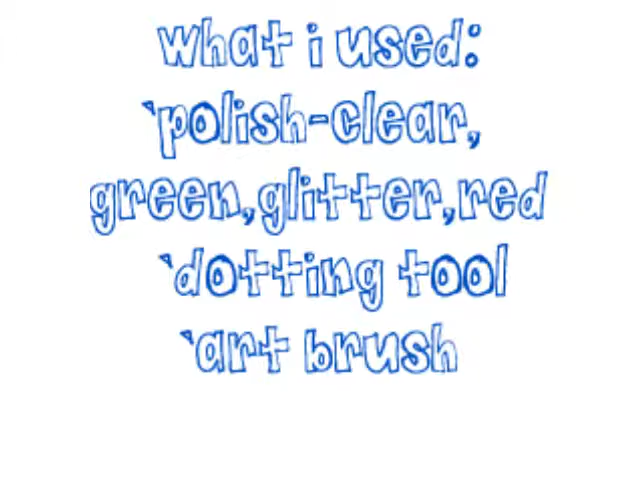 what i used:
`polish-clear,
green,glitter,red
`dotting tool
`art brush